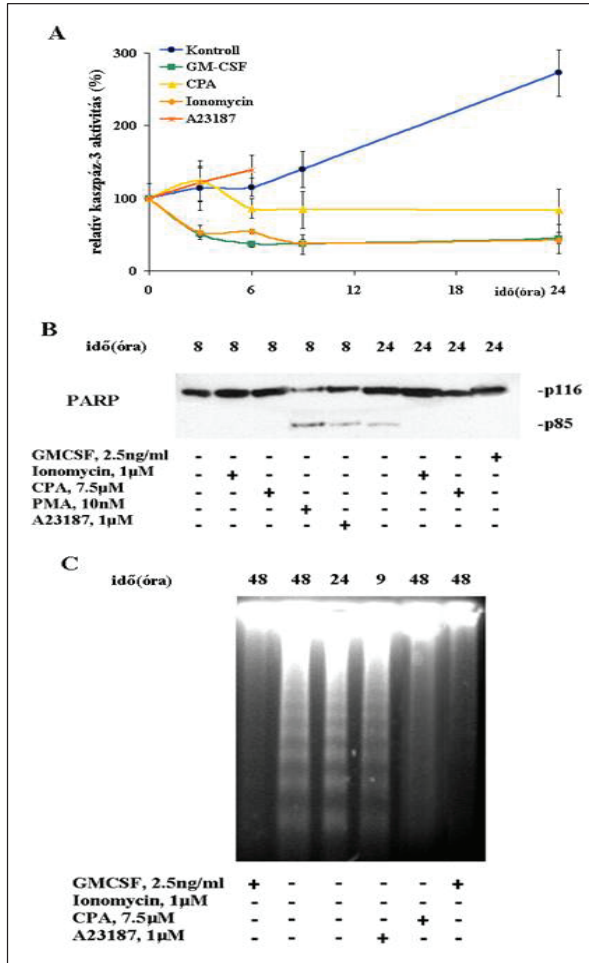 A
Kontroll
GM-CSF
CPA
Ionomycin
A23187
relatív kaszpáz-3 aktivitás (%)
300
200
100
0
0 6 12 18 24
idő(óra)
B
idő(óra) 8 8 8 8 8 24 24 24 24
PARP
-p116
-p85
GMCSF, 2.5ng/ml - - - - - - - - +
Ionomycin, 1µM - + - - - - + - -
CPA, 7.5µM - - + - - - - + -
PMA, 10nM - - - + - - - - -
A23187, 1µM - - - - + - - - -
C
idő(óra) 48 48 24 9 48 48
GMCSF, 2.5ng/ml + - - - - +
Ionomycin, 1µM - - - - - -
CPA, 7.5µM - - - - + -
A23187, 1µM - - - + - -